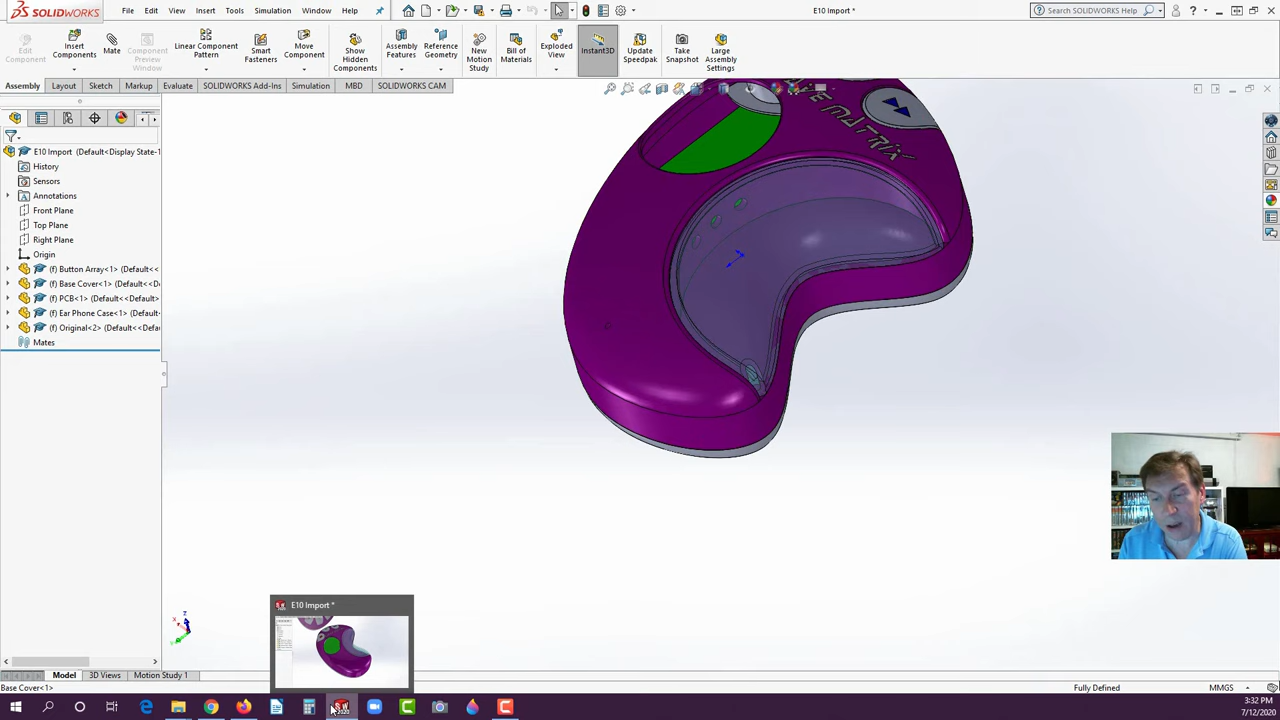 SOLIDWORKS File Edit View Insert Tools Simulation Window Help E10 Import * Search SOLIDWORKS Help
Edit Component
Insert Components
Mate
Component Preview Window
Linear Component Pattern
Smart Fasteners
Move Component
Show Hidden Components
Assembly Features
Reference Geometry
New Motion Study
Bill of Materials
Exploded View
Instant3D
Update Speedpak
Take Snapshot
Large Assembly Settings
Assembly Layout Sketch Markup Evaluate SOLIDWORKS Add-Ins Simulation MBD SOLIDWORKS CAM
E10 Import (Default<Display State-1
History
Sensors
Annotations
Front Plane
Top Plane
Right Plane
Origin
(f) Button Array<1> (Default<<
(f) Base Cover<1> (Default<<
(f) PCB<1> (Default<<Default
(f) Ear Phone Case<1> (Default
(f) Original<2> (Default<<Defa
Mates
MATRIX
E10 Import *
Model 3D Views Motion Study 1
Base Cover<1> Fully Defined MMGS
3:32 PM
7/12/2020